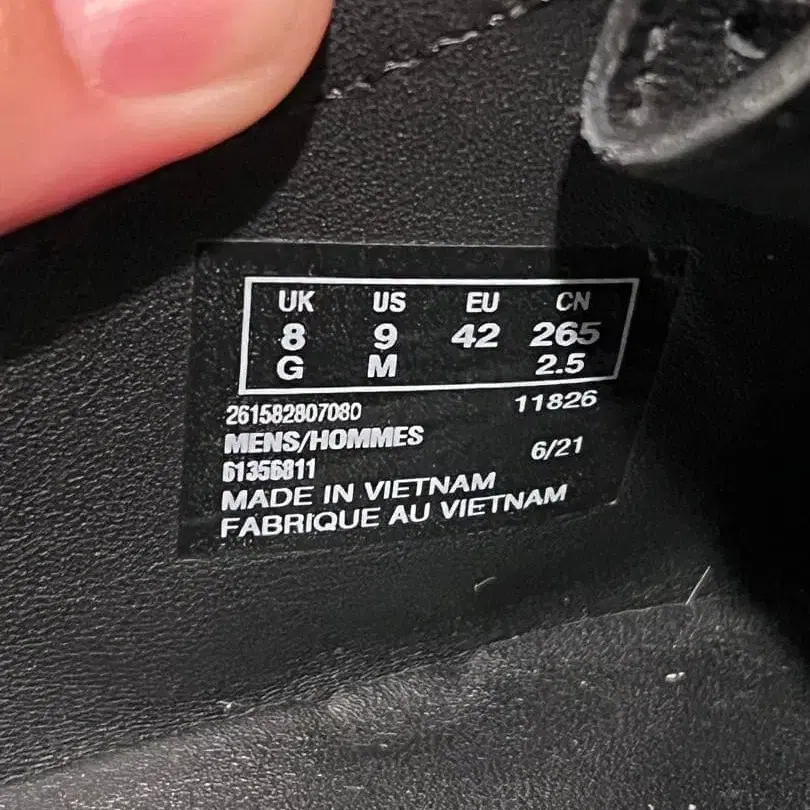 UK US EU CN
8 9 42 265
G M 2.5
261582807080 11826
MENS/HOMMES
61356811 6/21
MADE IN VIETNAM
FABRIQUE AU VIETNAM